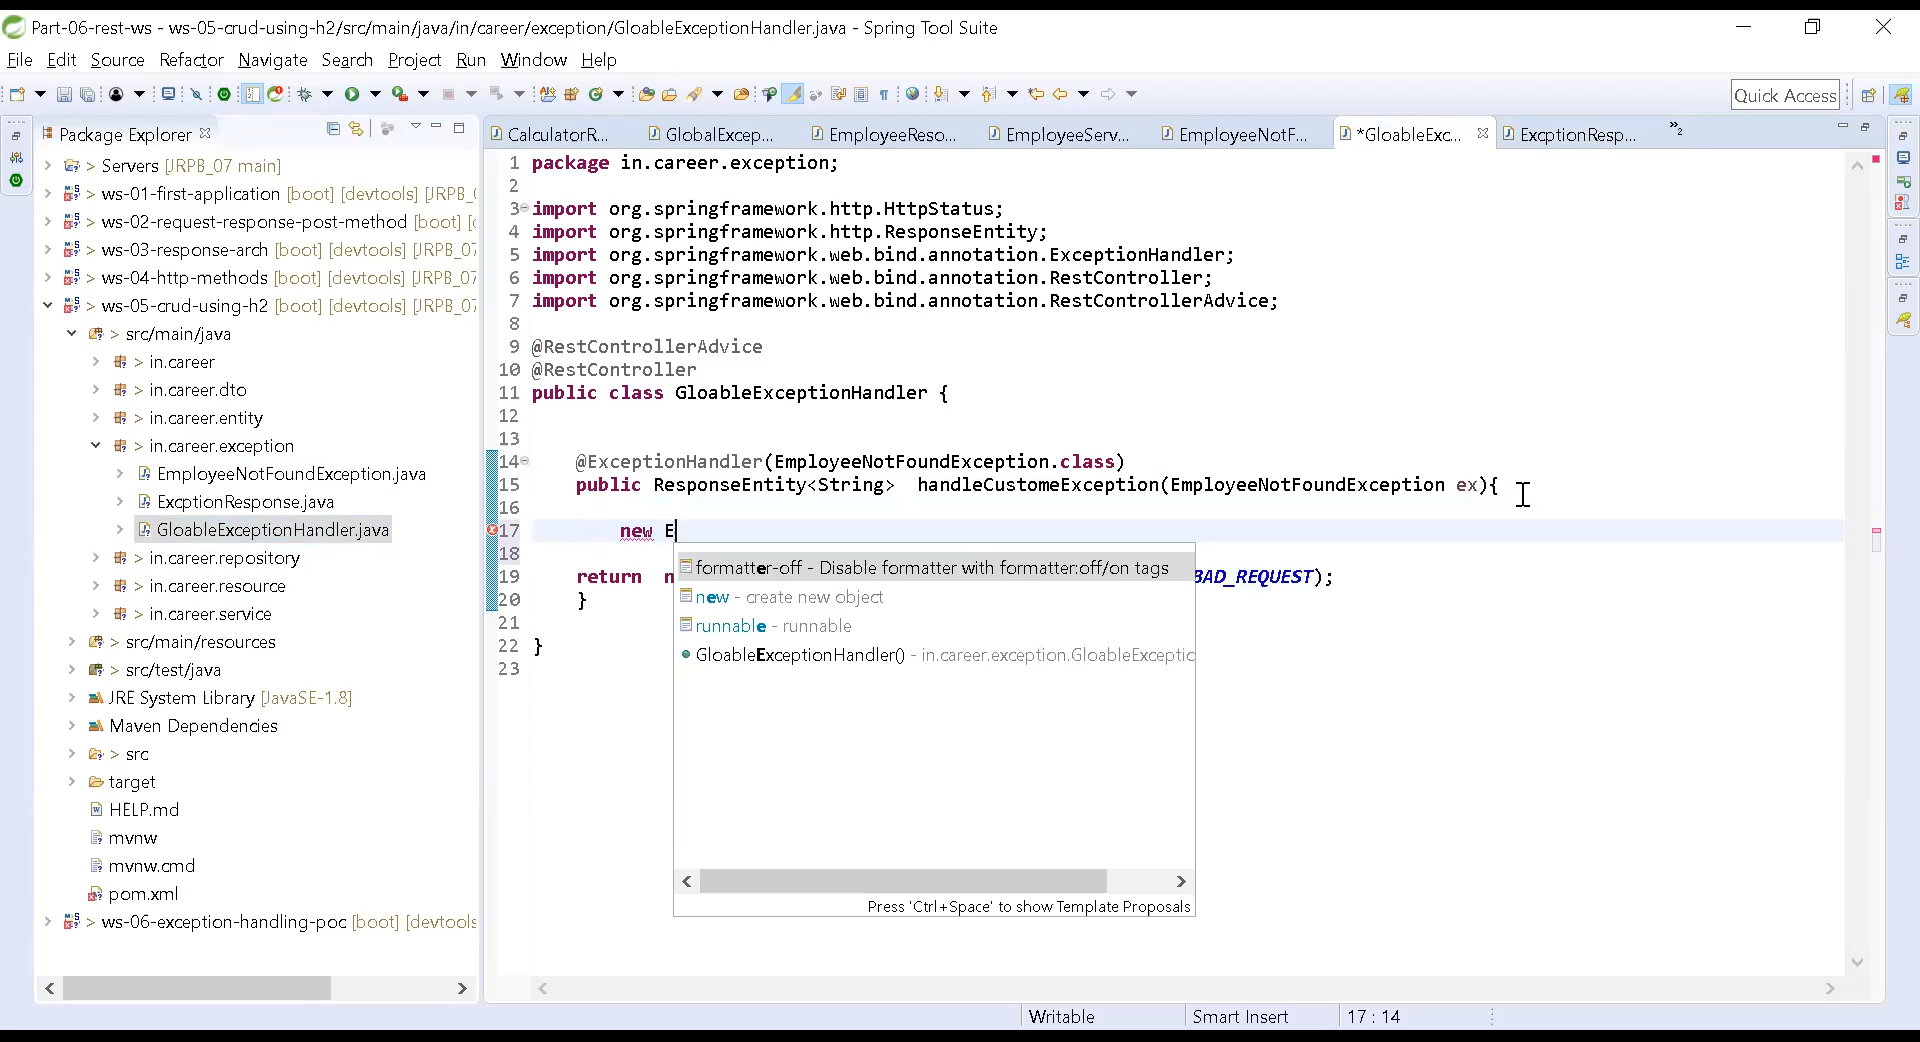 Part-06-rest-ws - ws-05-crud-using-h2/src/main/java/in/career/exception/GloableExceptionHandler.java - Spring Tool Suite
File Edit Source Refactor Navigate Search Project Run Window Help
Quick Access
Package Explorer
CalculatorR... GlobalExcep... EmployeeReso... EmployeeServ... EmployeeNotF... *GloableExc... ExcptionResp... »2
> Servers [JRPB_07 main]
> ws-01-first-application [boot] [devtools] [JRPB_0
> ws-02-request-response-post-method [boot] [d
> ws-03-response-arch [boot] [devtools] [JRPB_07
> ws-04-http-methods [boot] [devtools] [JRPB_07
> ws-05-crud-using-h2 [boot] [devtools] [JRPB_07
> src/main/java
> in.career
> in.career.dto
> in.career.entity
> in.career.exception
> EmployeeNotFoundException.java
> ExcptionResponse.java
> GloableExceptionHandler.java
> in.career.repository
> in.career.resource
> in.career.service
> src/main/resources
> src/test/java
JRE System Library [JavaSE-1.8]
Maven Dependencies
> src
target
HELP.md
mvnw
mvnw.cmd
pom.xml
> ws-06-exception-handling-poc [boot] [devtools
1 package in.career.exception;
2
3 import org.springframework.http.HttpStatus;
4 import org.springframework.http.ResponseEntity;
5 import org.springframework.web.bind.annotation.ExceptionHandler;
6 import org.springframework.web.bind.annotation.RestController;
7 import org.springframework.web.bind.annotation.RestControllerAdvice;
8
9 @RestControllerAdvice
10 @RestController
11 public class GloableExceptionHandler {
12
13
14 @ExceptionHandler(EmployeeNotFoundException.class)
15 public ResponseEntity<String> handleCustomeException(EmployeeNotFoundException ex){
16
17 new E
18
19 return n BAD_REQUEST);
20 }
21
22 }
23
formatter-off - Disable formatter with formatter:off/on tags
new - create new object
runnable - runnable
GloableExceptionHandler() - in.career.exception.GloableExceptic
Press 'Ctrl+Space' to show Template Proposals
Writable Smart Insert 17 : 14